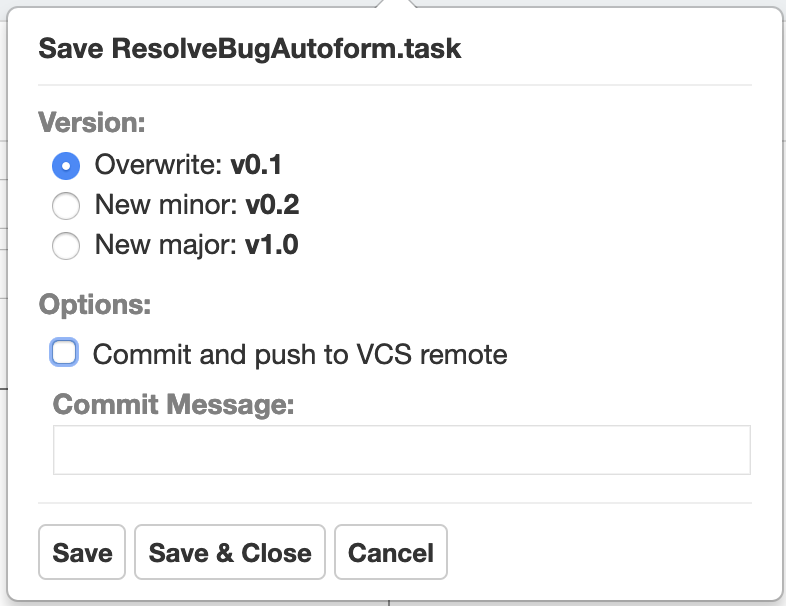 Save ResolveBugAutoform.task
Version:
Overwrite: v0.1
New minor: v0.2
New major: v1.0
Options:
Commit and push to VCS remote
Commit Message:
Save
Save & Close
Cancel